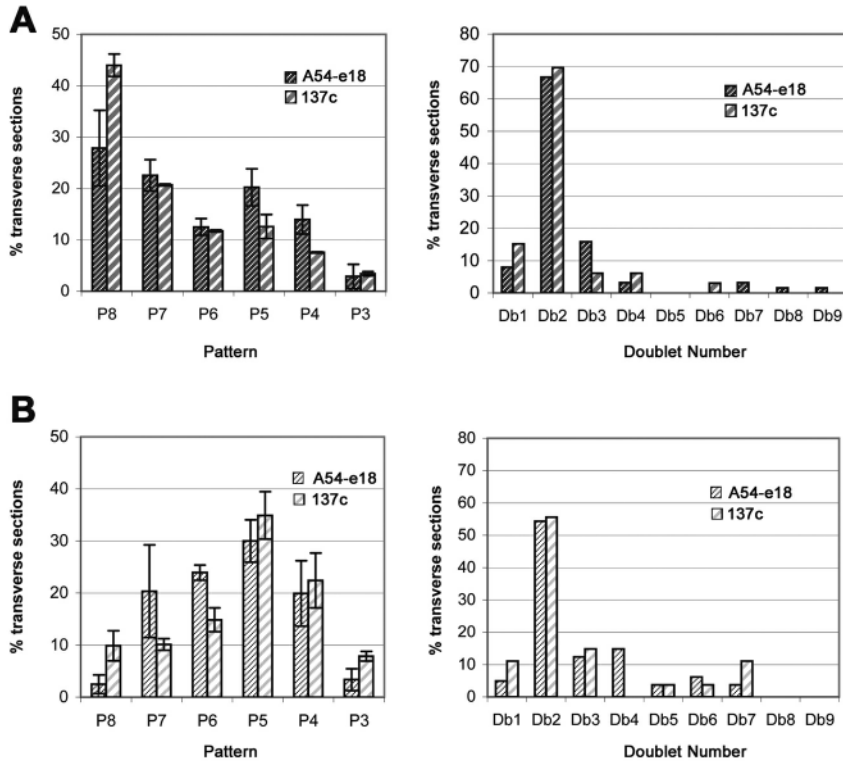 A
% transverse sections
50
40
30
20
10
0
A54-e18
137c
P8 P7 P6 P5 P4 P3
Pattern
% transverse sections
80
70
60
50
40
30
20
10
0
A54-e18
137c
Db1 Db2 Db3 Db4 Db5 Db6 Db7 Db8 Db9
Doublet Number
B
% transverse sections
50
40
30
20
10
0
A54-e18
137c
P8 P7 P6 P5 P4 P3
Pattern
% transverse sections
80
70
60
50
40
30
20
10
0
A54-e18
137c
Db1 Db2 Db3 Db4 Db5 Db6 Db7 Db8 Db9
Doublet Number